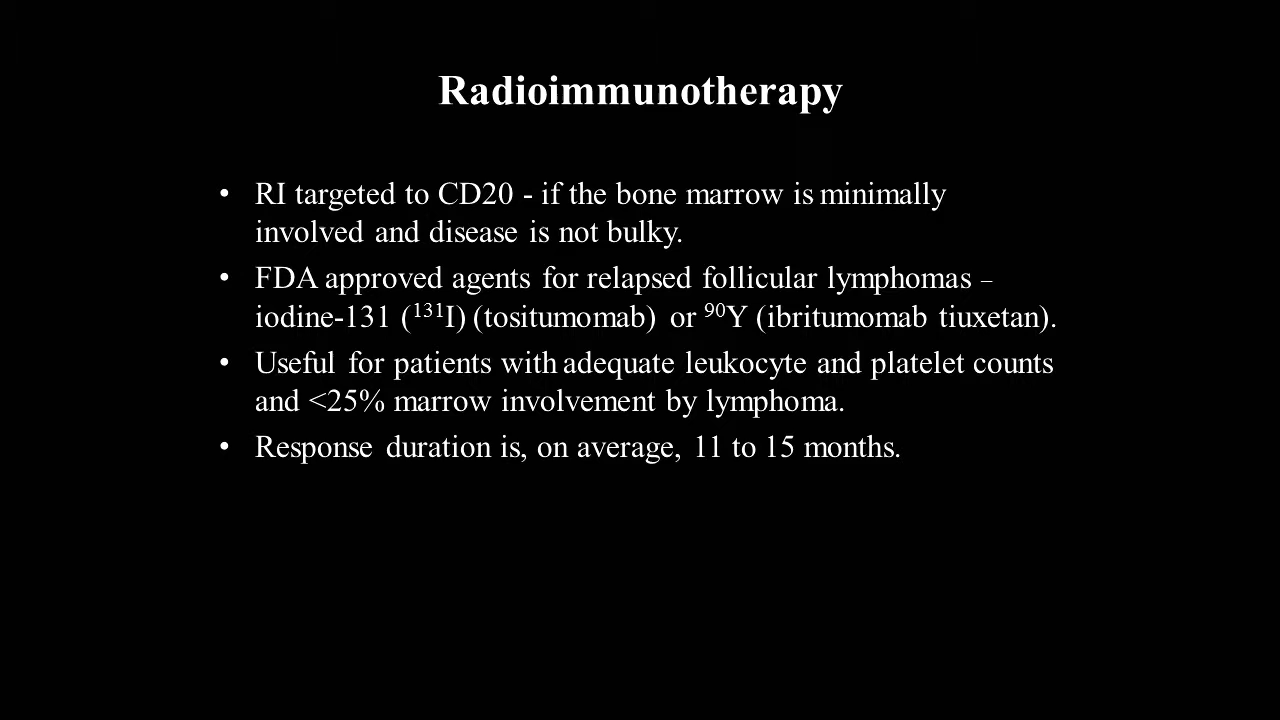 Radioimmunotherapy
• RI targeted to CD20 - if the bone marrow is minimally
involved and disease is not bulky.
• FDA approved agents for relapsed follicular lymphomas –
iodine-131 (¹³¹I) (tositumomab) or ⁹⁰Y (ibritumomab tiuxetan).
• Useful for patients with adequate leukocyte and platelet counts
and <25% marrow involvement by lymphoma.
• Response duration is, on average, 11 to 15 months.